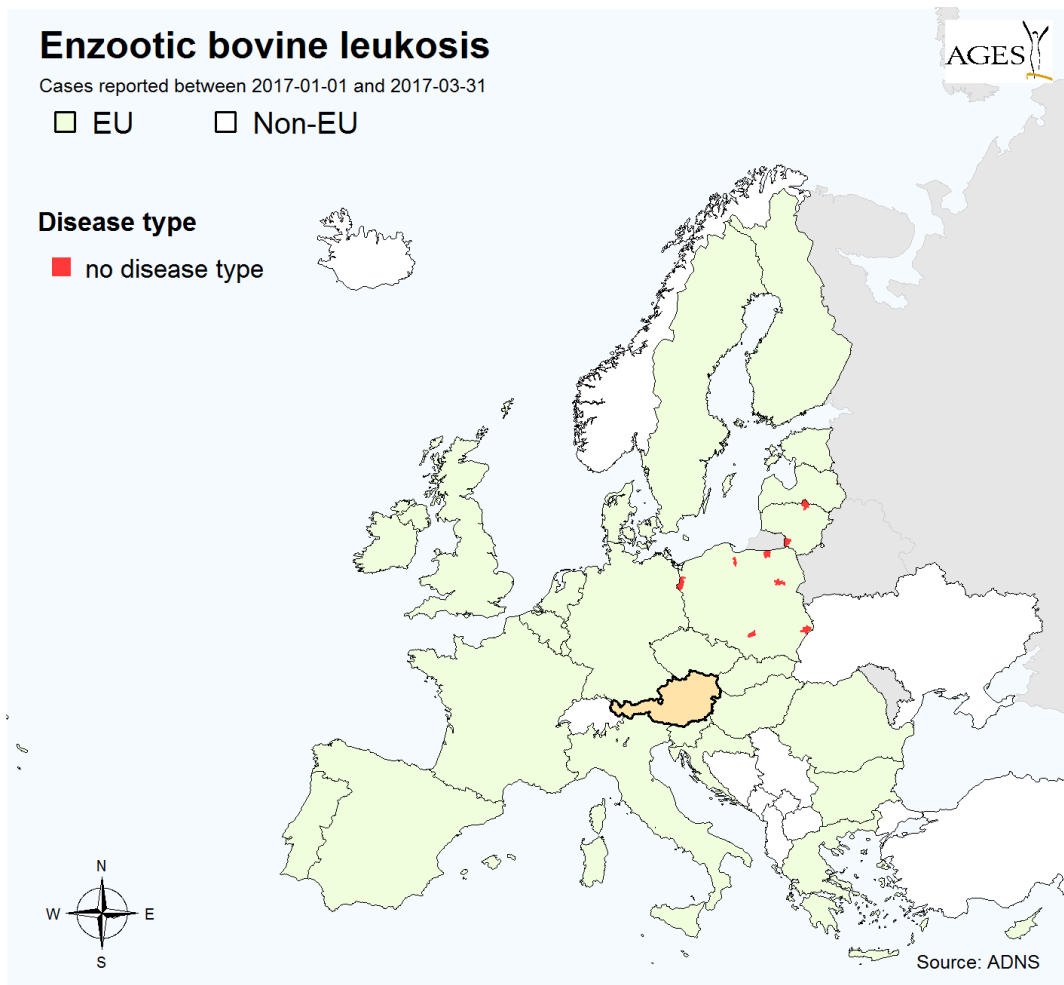 Enzootic bovine leukosis
Cases reported between 2017-01-01 and 2017-03-31
EU Non-EU
AGES
Disease type
no disease type
N
W E
S
Source: ADNS